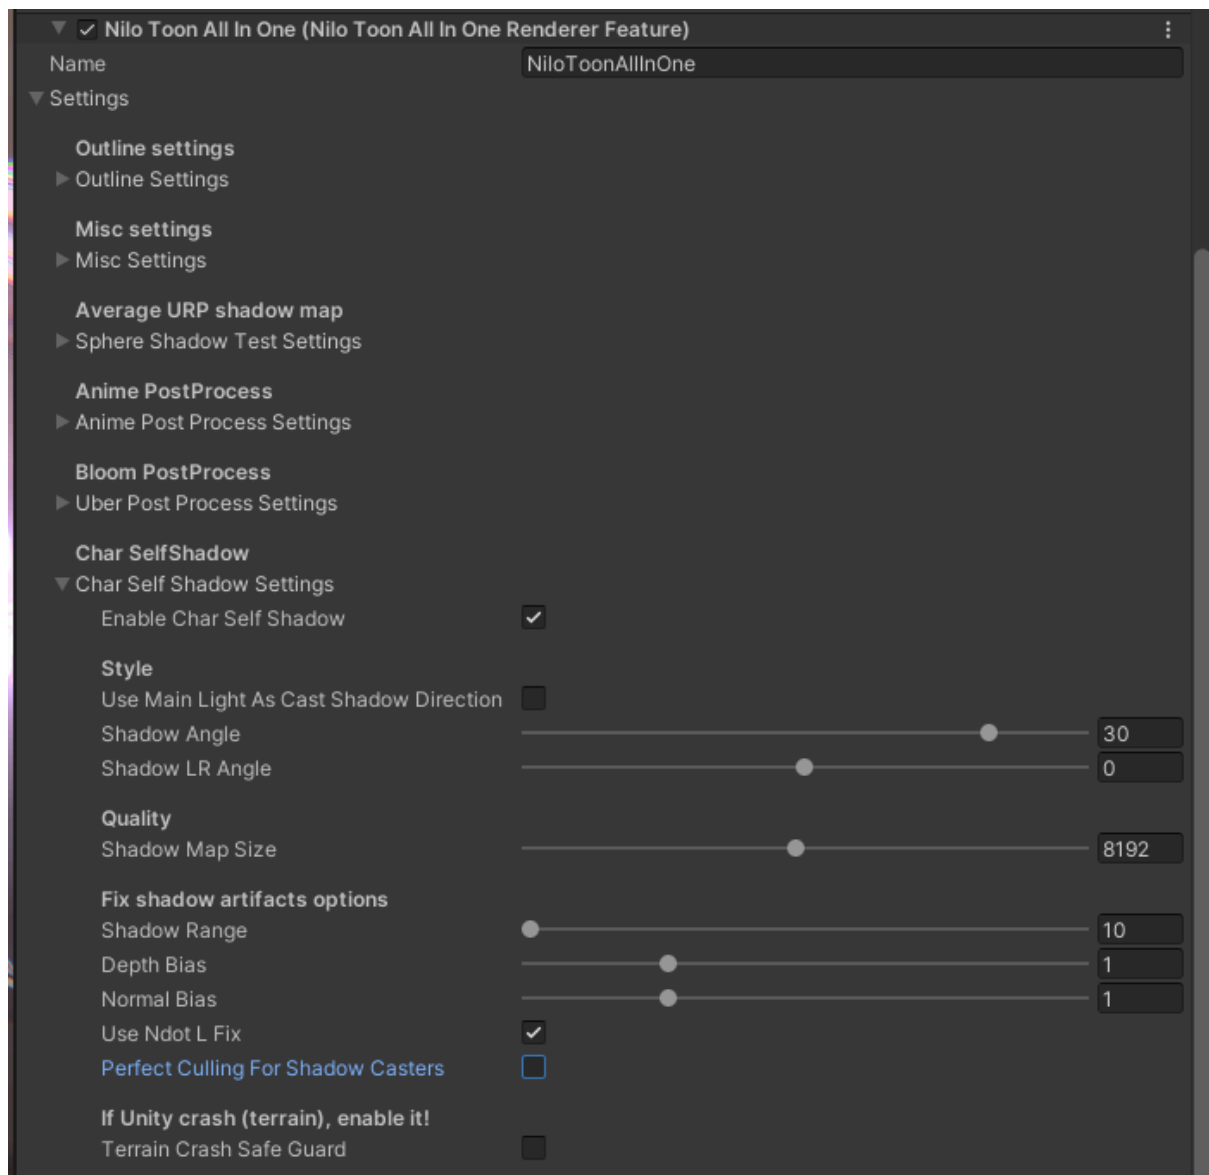 Nilo Toon All In One (Nilo Toon All In One Renderer Feature)
Name NiloToonAllInOne
Settings
Outline settings
Outline Settings
Misc settings
Misc Settings
Average URP shadow map
Sphere Shadow Test Settings
Anime PostProcess
Anime Post Process Settings
Bloom PostProcess
Uber Post Process Settings
Char SelfShadow
Char Self Shadow Settings
Enable Char Self Shadow
Style
Use Main Light As Cast Shadow Direction
Shadow Angle 30
Shadow LR Angle 0
Quality
Shadow Map Size 8192
Fix shadow artifacts options
Shadow Range 10
Depth Bias 1
Normal Bias 1
Use Ndot L Fix
Perfect Culling For Shadow Casters
If Unity crash (terrain), enable it!
Terrain Crash Safe Guard